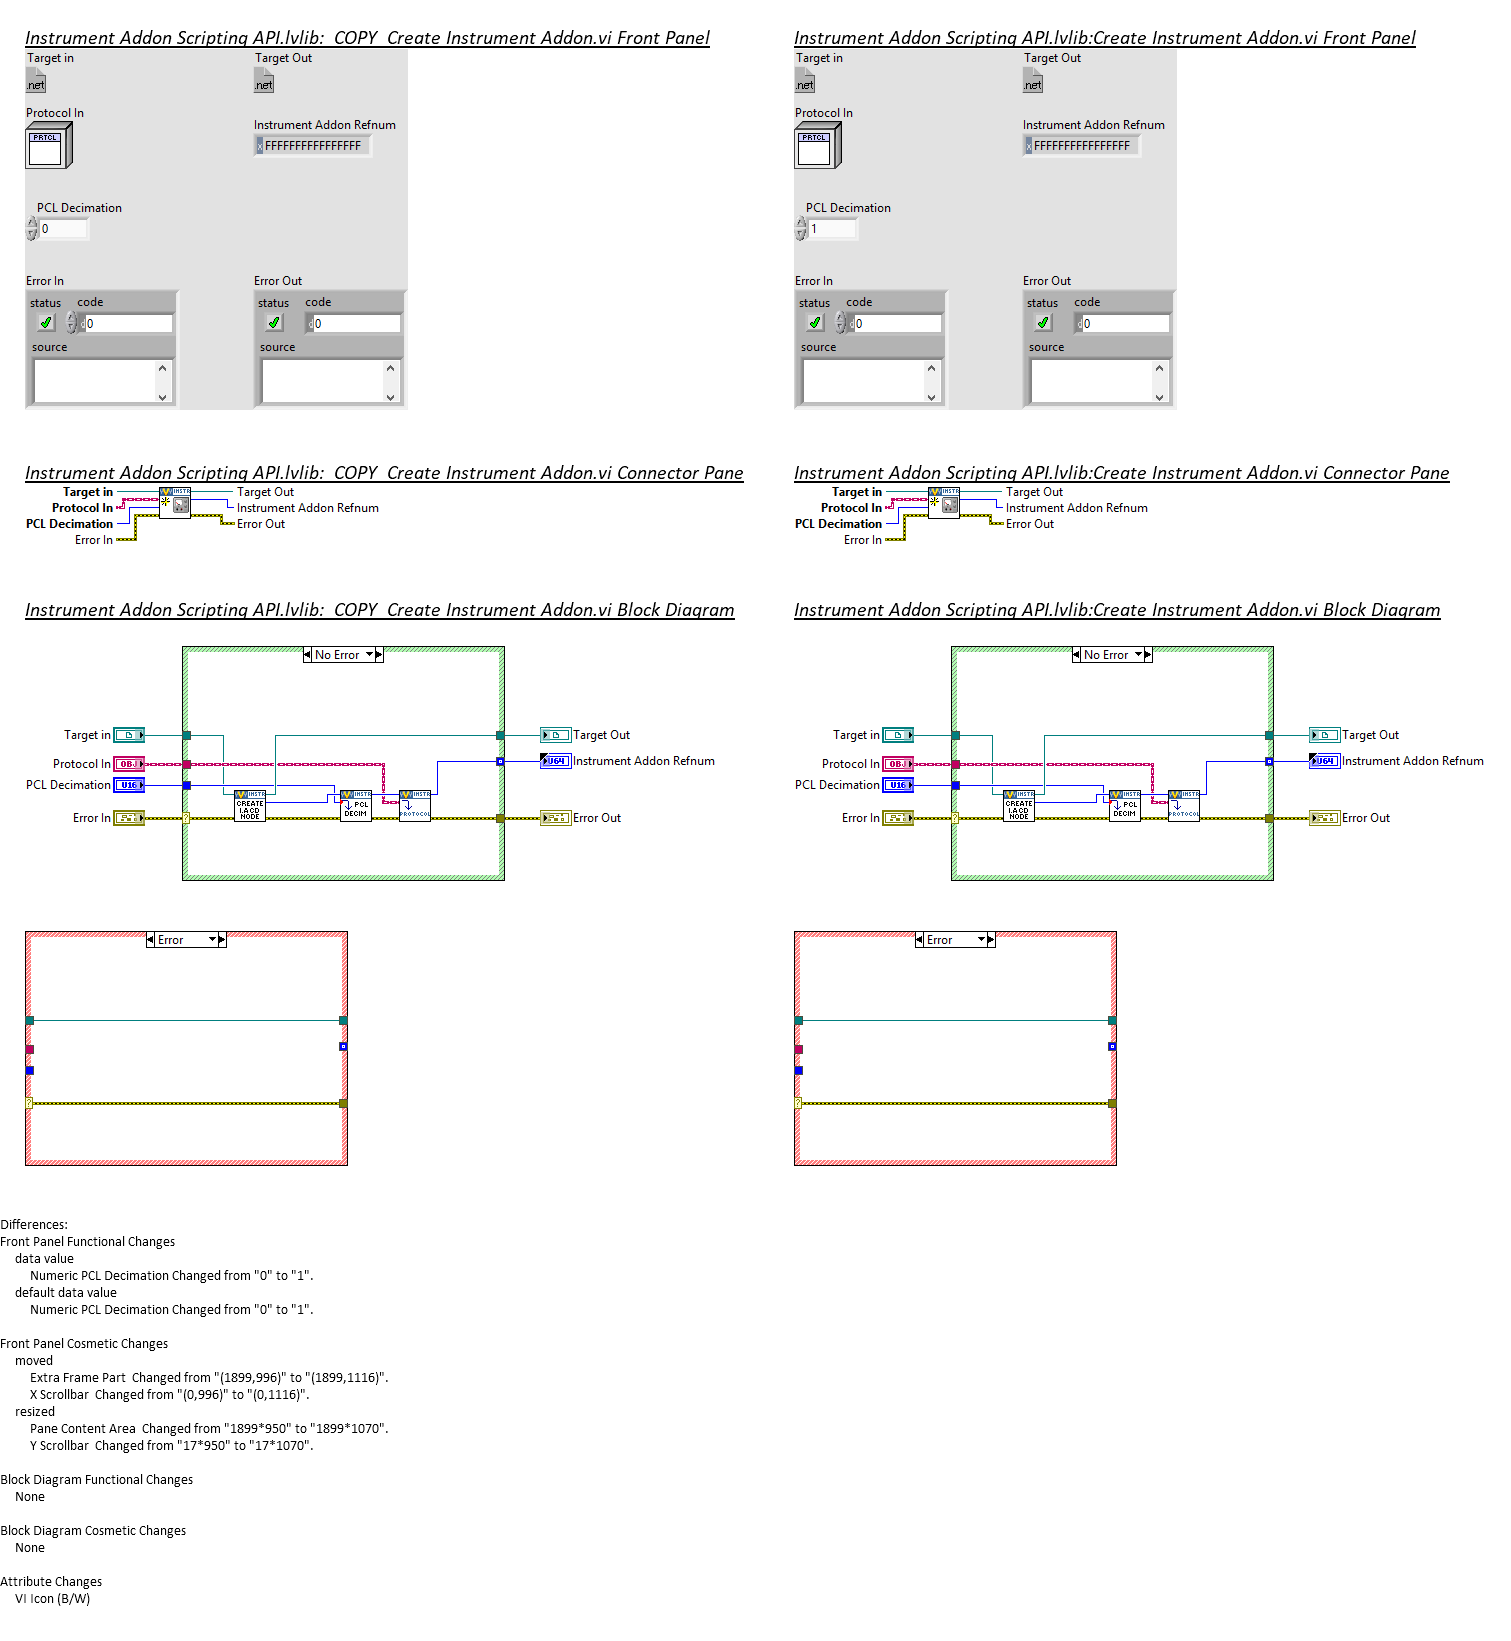 Instrument Addon Scripting API.lvlib:  COPY  Create Instrument Addon.vi Front Panel
Target in
Target Out
.net
.net
Protocol In
PRTCL
Instrument Addon Refnum
x FFFFFFFFFFFFFFFF
PCL Decimation
0
Error In
Error Out
status code
status code
d 0
d 0
source
source
Instrument Addon Scripting API.lvlib:Create Instrument Addon.vi Front Panel
Target in
Target Out
.net
.net
Protocol In
PRTCL
Instrument Addon Refnum
x FFFFFFFFFFFFFFFF
PCL Decimation
1
Error In
Error Out
status code
status code
d 0
d 0
source
source
Instrument Addon Scripting API.lvlib:  COPY  Create Instrument Addon.vi Connector Pane
Target in
Protocol In
PCL Decimation
Error In
INSTR
Target Out
Instrument Addon Refnum
Error Out
Instrument Addon Scripting API.lvlib:Create Instrument Addon.vi Connector Pane
Target in
Protocol In
PCL Decimation
Error In
INSTR
Target Out
Instrument Addon Refnum
Error Out
Instrument Addon Scripting API.lvlib:  COPY  Create Instrument Addon.vi Block Diagram
No Error
Target in
Protocol In OBJ
PCL Decimation U16
Error In
?
INSTR
CREATE
I.ACD
NODE
INSTR
PCL
DECIM
INSTR
PROTOCOL
Target Out
U64 Instrument Addon Refnum
Error Out
Error
?
Instrument Addon Scripting API.lvlib:Create Instrument Addon.vi Block Diagram
No Error
Target in
Protocol In OBJ
PCL Decimation U16
Error In
?
INSTR
CREATE
I.ACD
NODE
INSTR
PCL
DECIM
INSTR
PROTOCOL
Target Out
U64 Instrument Addon Refnum
Error Out
Error
?
Differences:
Front Panel Functional Changes
data value
Numeric PCL Decimation Changed from "0" to "1".
default data value
Numeric PCL Decimation Changed from "0" to "1".
Front Panel Cosmetic Changes
moved
Extra Frame Part  Changed from "(1899,996)" to "(1899,1116)".
X Scrollbar  Changed from "(0,996)" to "(0,1116)".
resized
Pane Content Area  Changed from "1899*950" to "1899*1070".
Y Scrollbar  Changed from "17*950" to "17*1070".
Block Diagram Functional Changes
None
Block Diagram Cosmetic Changes
None
Attribute Changes
VI Icon (B/W)